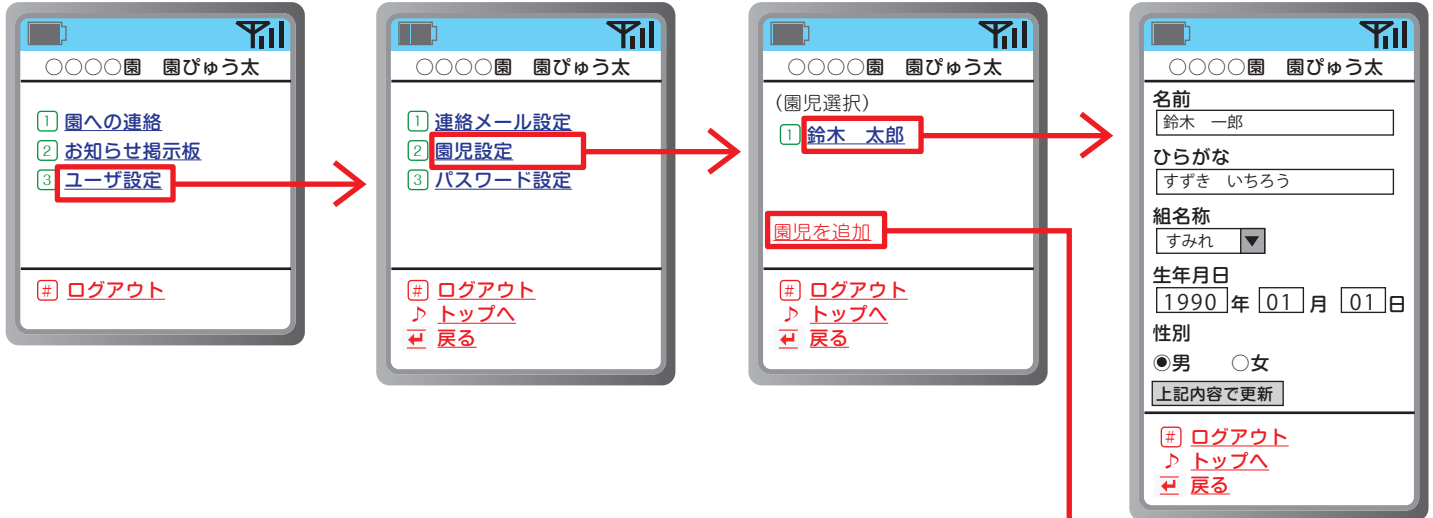 ○○○○園 園ぴゅう太
1 園への連絡
2 お知らせ掲示板
3 ユーザ設定
# ログアウト
○○○○園 園ぴゅう太
1 連絡メール設定
2 園児設定
3 パスワード設定
# ログアウト
♪ トップへ
戻る
○○○○園 園ぴゅう太
(園児選択)
1 鈴木 太郎
園児を追加
# ログアウト
♪ トップへ
戻る
○○○○園 園ぴゅう太
名前
鈴木 一郎
ひらがな
すずき いちろう
組名称
すみれ ▼
生年月日
1990 年 01 月 01 日
性別
◉男 ○女
上記内容で更新
# ログアウト
♪ トップへ
戻る